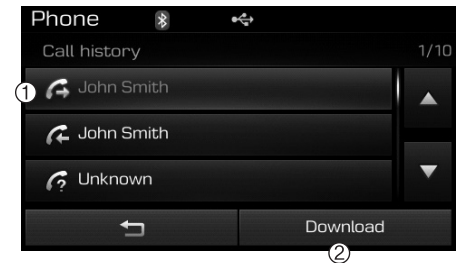 Phone
Call history 1/10
① John Smith
John Smith
Unknown
Download
②